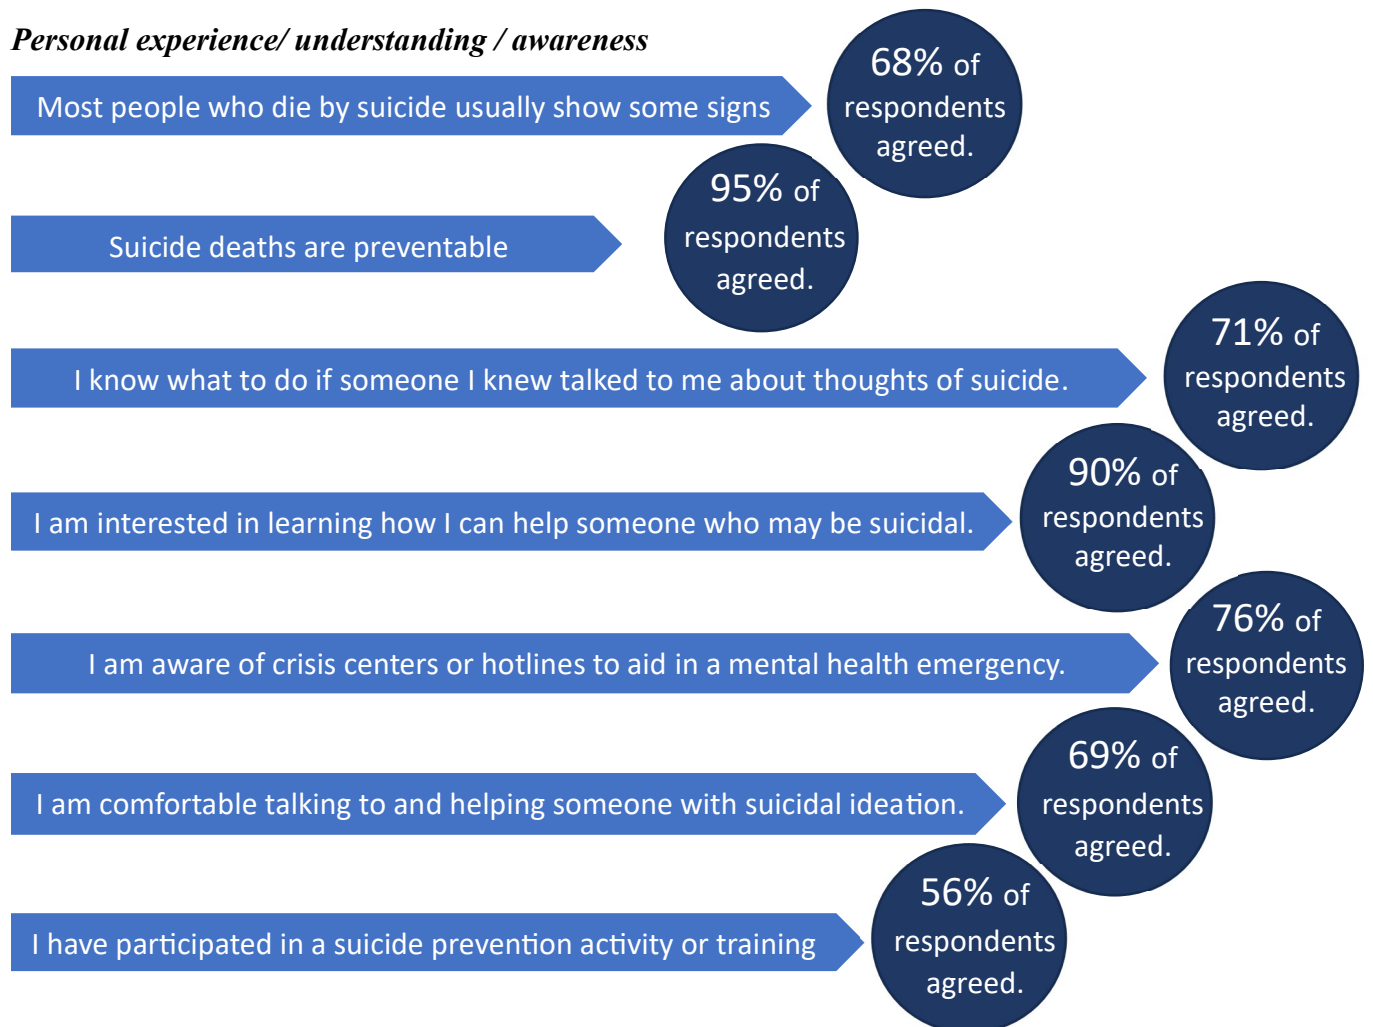 Personal experience/ understanding / awareness
Most people who die by suicide usually show some signs
68% of
respondents
agreed.
Suicide deaths are preventable
95% of
respondents
agreed.
I know what to do if someone I knew talked to me about thoughts of suicide.
71% of
respondents
agreed.
I am interested in learning how I can help someone who may be suicidal.
90% of
respondents
agreed.
I am aware of crisis centers or hotlines to aid in a mental health emergency.
76% of
respondents
agreed.
I am comfortable talking to and helping someone with suicidal ideation.
69% of
respondents
agreed.
I have participated in a suicide prevention activity or training
56% of
respondents
agreed.